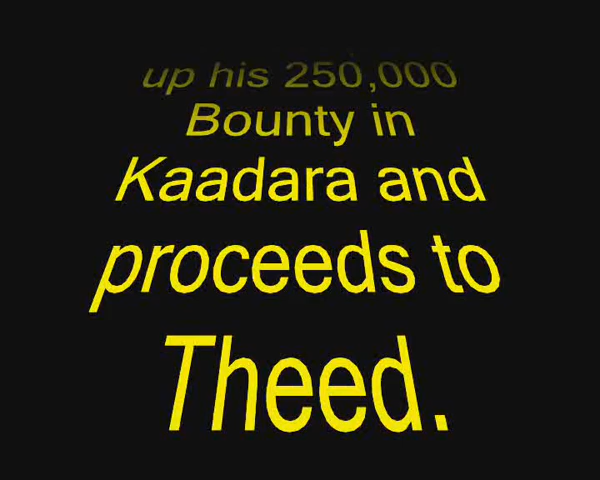 up his 250,000
Bounty in
Kaadara and
proceeds to
Theed.